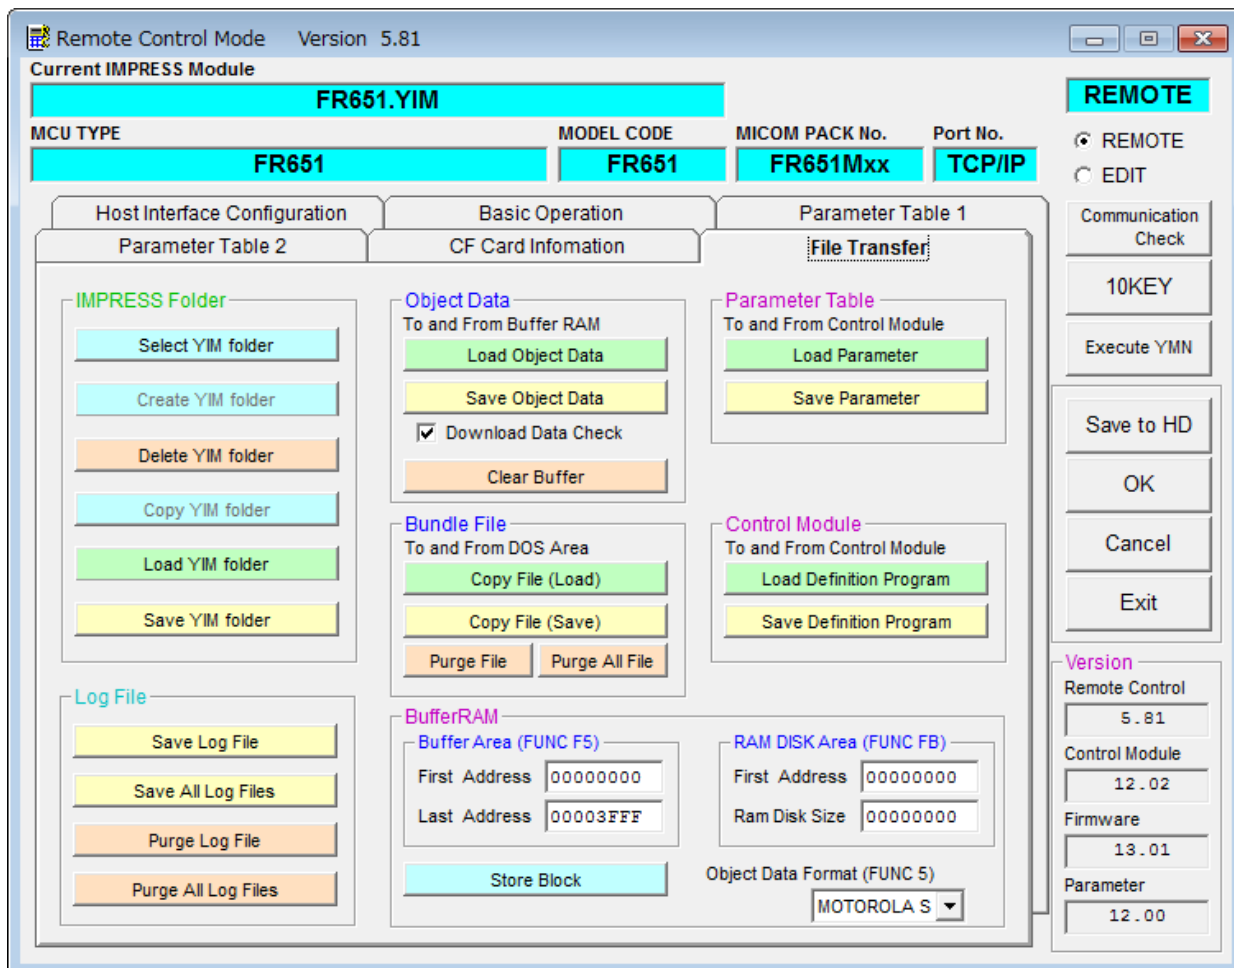 Remote Control Mode Version 5.81
Current IMPRESS Module
FR651.YIM
MCU TYPE
MODEL CODE
MICOM PACK No.
Port No.
FR651
FR651
FR651Mxx
TCP/IP
REMOTE
REMOTE
EDIT
Communication
Check
10KEY
Execute YMN
Save to HD
OK
Cancel
Exit
Host Interface Configuration
Basic Operation
Parameter Table 1
Parameter Table 2
CF Card Infomation
File Transfer
IMPRESS Folder
Select YIM folder
Create YIM folder
Delete YIM folder
Copy YIM folder
Load YIM folder
Save YIM folder
Log File
Save Log File
Save All Log Files
Purge Log File
Purge All Log Files
Object Data
To and From Buffer RAM
Load Object Data
Save Object Data
Download Data Check
Clear Buffer
Bundle File
To and From DOS Area
Copy File (Load)
Copy File (Save)
Purge File
Purge All File
Parameter Table
To and From Control Module
Load Parameter
Save Parameter
Control Module
To and From Control Module
Load Definition Program
Save Definition Program
BufferRAM
Buffer Area (FUNC F5)
First Address 00000000
Last Address 00003FFF
Store Block
RAM DISK Area (FUNC FB)
First Address 00000000
Ram Disk Size 00000000
Object Data Format (FUNC 5)
MOTOROLA S
Version
Remote Control
5.81
Control Module
12.02
Firmware
13.01
Parameter
12.00